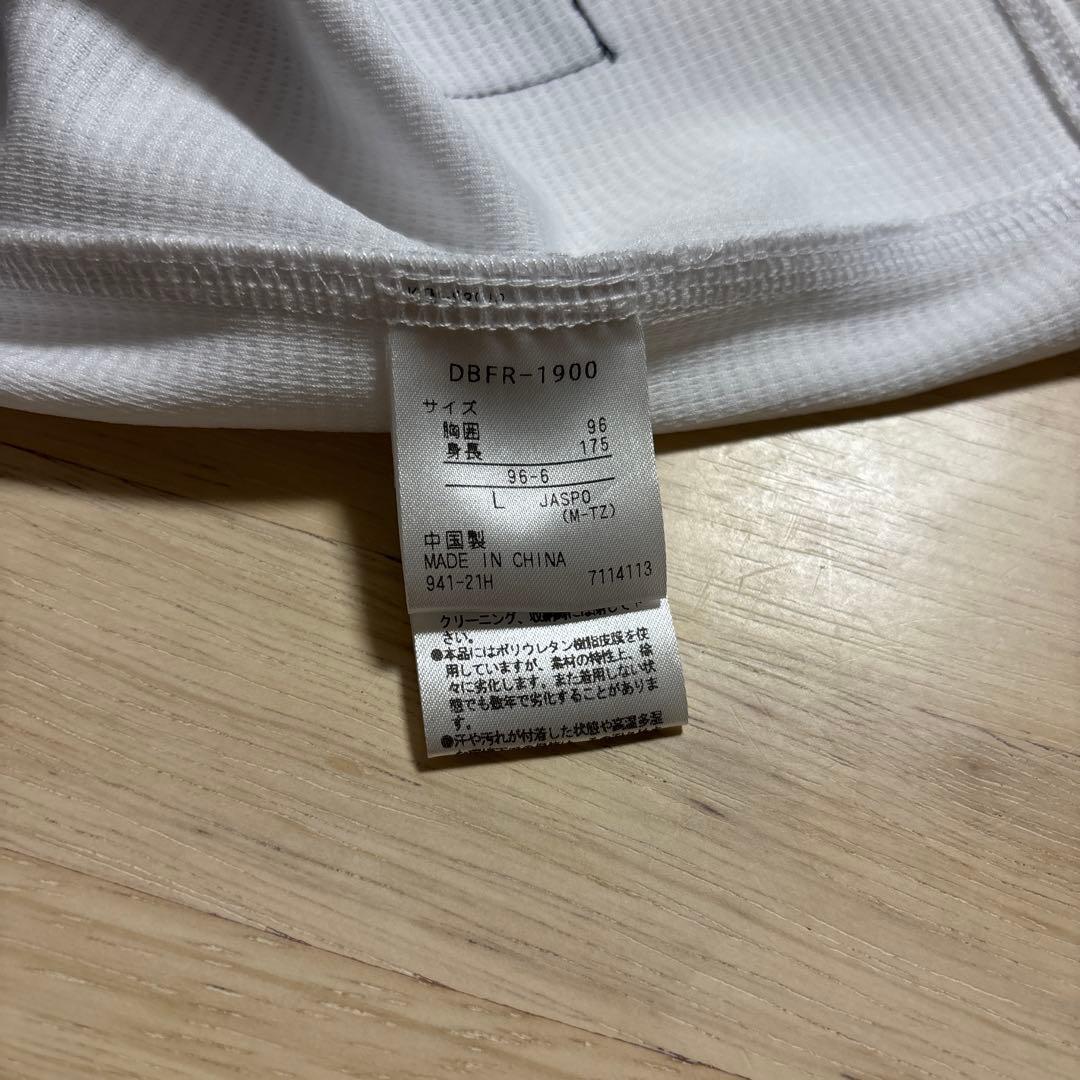 DBFR-1900
サイズ
胸囲 96
身長 175
96-6
L JASPO
(M-TZ)
中国製
MADE IN CHINA
941-21H 7114113
クリーニング、
さい。
●本品にはポリウレタン樹脂皮膜を使
用していますが、素材の特性上、徐
々に劣化します。また着用しない状
態でも数年で劣化することがありま
す。
●汗や汚れが付着した状態や高温多湿